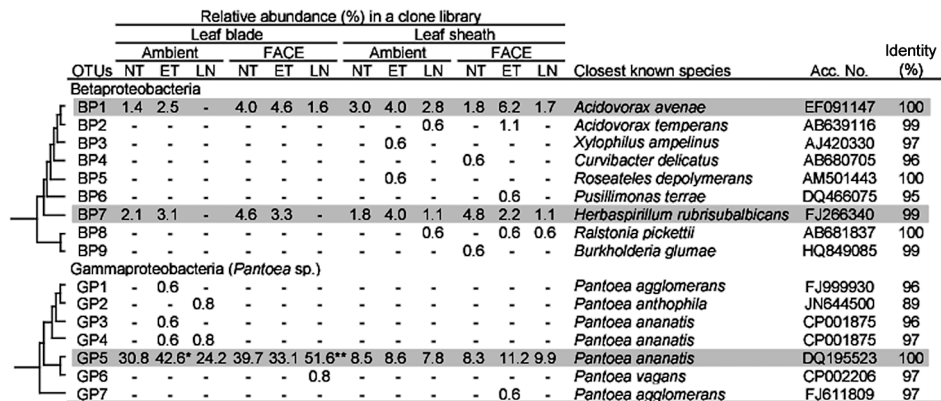 Relative abundance (%) in a clone library
Leaf blade Leaf sheath
Ambient FACE Ambient FACE Identity
OTUs NT ET LN NT ET LN NT ET LN NT ET LN Closest known species Acc. No. (%)
Betaproteobacteria
BP1 1.4 2.5 - 4.0 4.6 1.6 3.0 4.0 2.8 1.8 6.2 1.7 Acidovorax avenae EF091147 100
BP2 - - - - - - - - 0.6 - 1.1 - Acidovorax temperans AB639116 99
BP3 - - - - - - - 0.6 - - - - Xylophilus ampelinus AJ420330 97
BP4 - - - - - - - - - 0.6 - - Curvibacter delicatus AB680705 96
BP5 - - - - - - - 0.6 - - - - Roseateles depolymerans AM501443 100
BP6 - - - - - - - - - - 0.6 - Pusillimonas terrae DQ466075 95
BP7 2.1 3.1 - 4.6 3.3 - 1.8 4.0 1.1 4.8 2.2 1.1 Herbaspirillum rubrisubalbicans FJ266340 99
BP8 - - - - - - - - 0.6 - 0.6 0.6 Ralstonia pickettii AB681837 100
BP9 - - - - - - - - - 0.6 - - Burkholderia glumae HQ849085 99
Gammaproteobacteria (Pantoea sp.)
GP1 - 0.6 - - - - - - - - - - Pantoea agglomerans FJ999930 96
GP2 - - 0.8 - - - - - - - - - Pantoea anthophila JN644500 89
GP3 - 0.6 - - - - - - - - - - Pantoea ananatis CP001875 96
GP4 - 0.6 0.8 - - - - - - - - - Pantoea ananatis CP001875 97
GP5 30.8 42.6* 24.2 39.7 33.1 51.6** 8.5 8.6 7.8 8.3 11.2 9.9 Pantoea ananatis DQ195523 100
GP6 - - - - - 0.8 - - - - - - Pantoea vagans CP002206 97
GP7 - - - - - - - - - - 0.6 - Pantoea agglomerans FJ611809 97